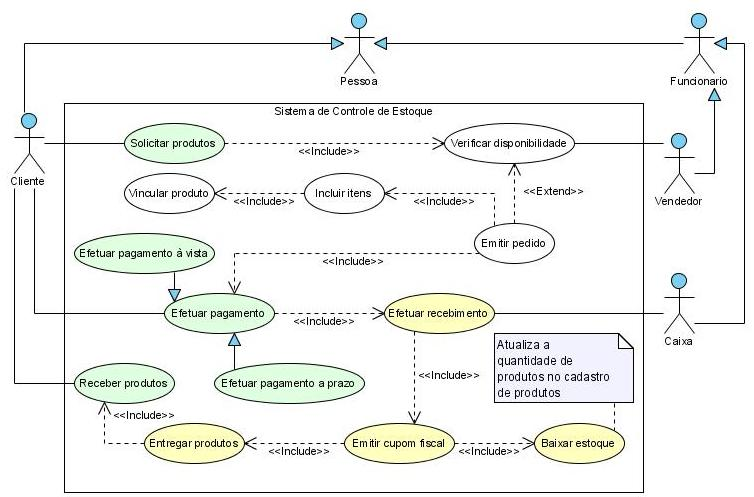 Pessoa
Funcionario
Sistema de Controle de Estoque
Solicitar produtos
<<Include>>
Verificar disponibilidade
Cliente
Vincular produto
<<Include>>
Incluir itens
<<Include>>
<<Extend>>
Vendedor
Emitir pedido
Efetuar pagamento à vista
<<Include>>
Efetuar pagamento
<<Include>>
Efetuar recebimento
Caixa
Atualiza a
quantidade de
produtos no cadastro
de produtos
Receber produtos
Efetuar pagamento a prazo
<<Include>>
<<Include>>
Entregar produtos
<<Include>>
Emitir cupom fiscal
<<Include>>
Baixar estoque